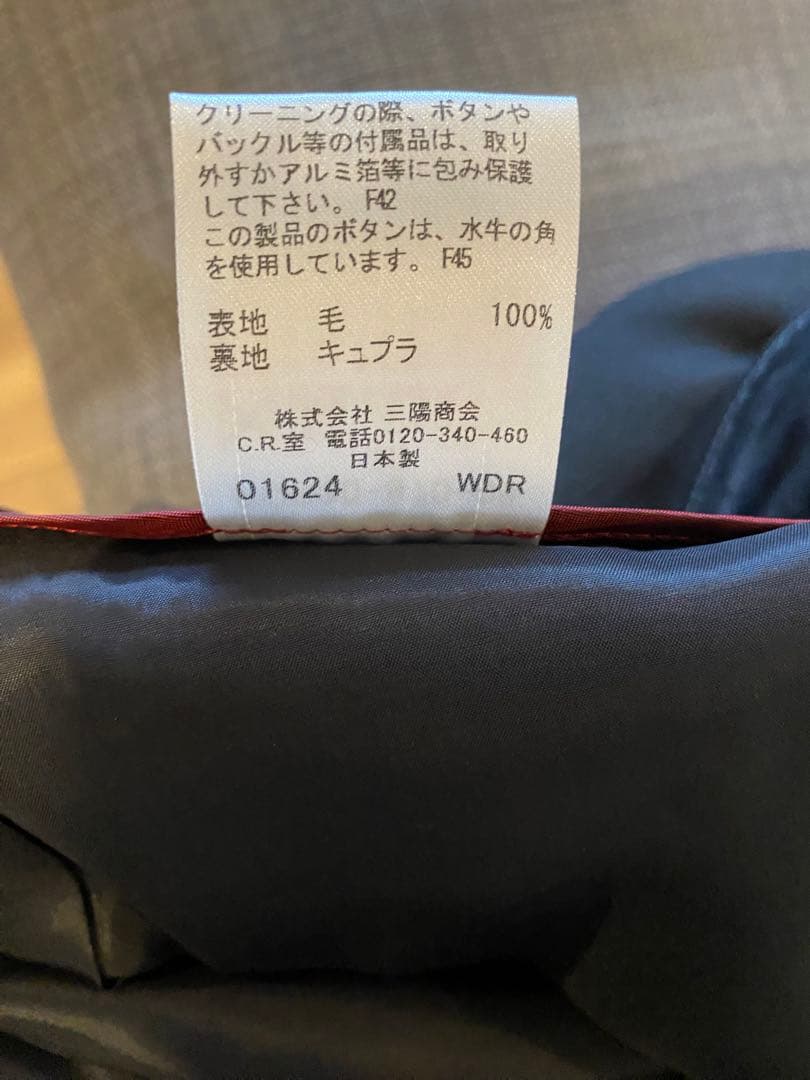 クリーニングの際、ボタンや
バックル等の付属品は、取り
外すかアルミ箔等に包み保護
して下さい。 F42
この製品のボタンは、水牛の角
を使用しています。 F45
表地 毛 100%
裏地 キュプラ
株式会社 三陽商会
C.R.室 電話0120-340-460
日本製
01624 WDR